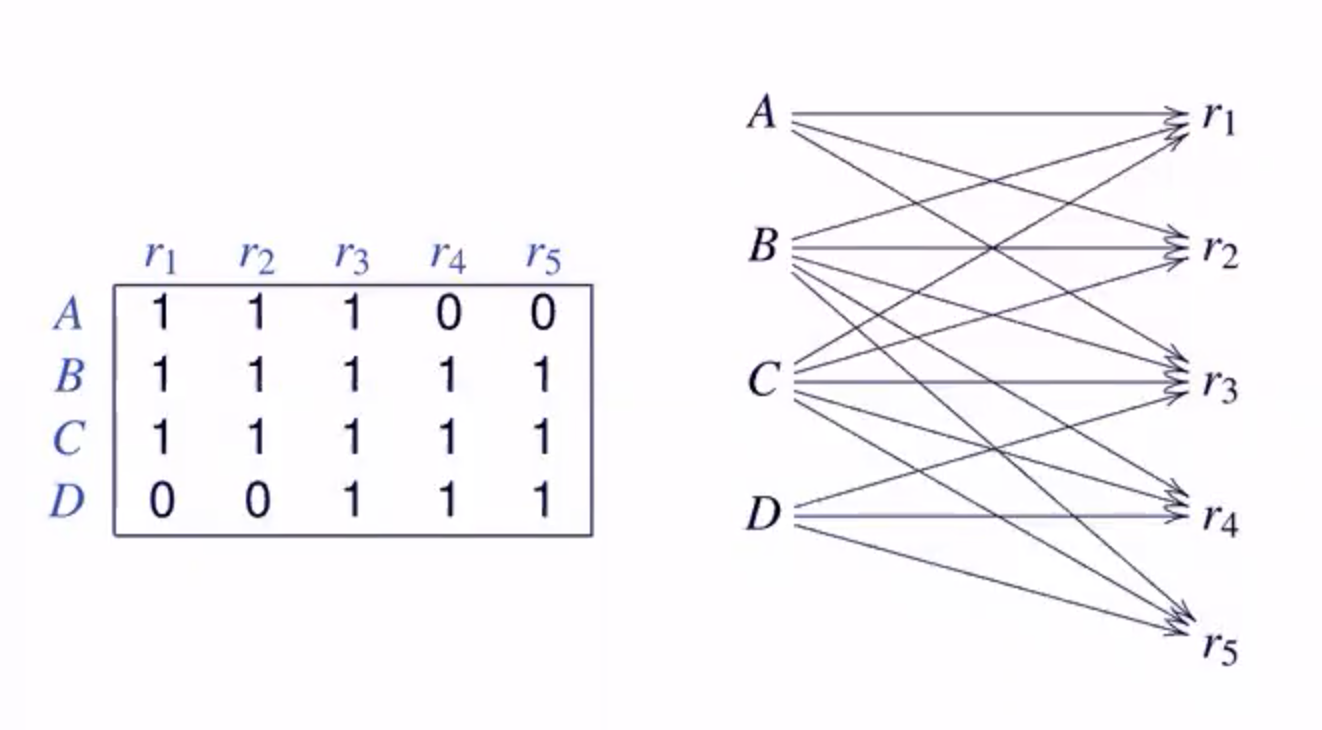 r1 r2 r3 r4 r5
A 1 1 1 0 0
B 1 1 1 1 1
C 1 1 1 1 1
D 0 0 1 1 1
A r1
B r2
C r3
D r4
r5